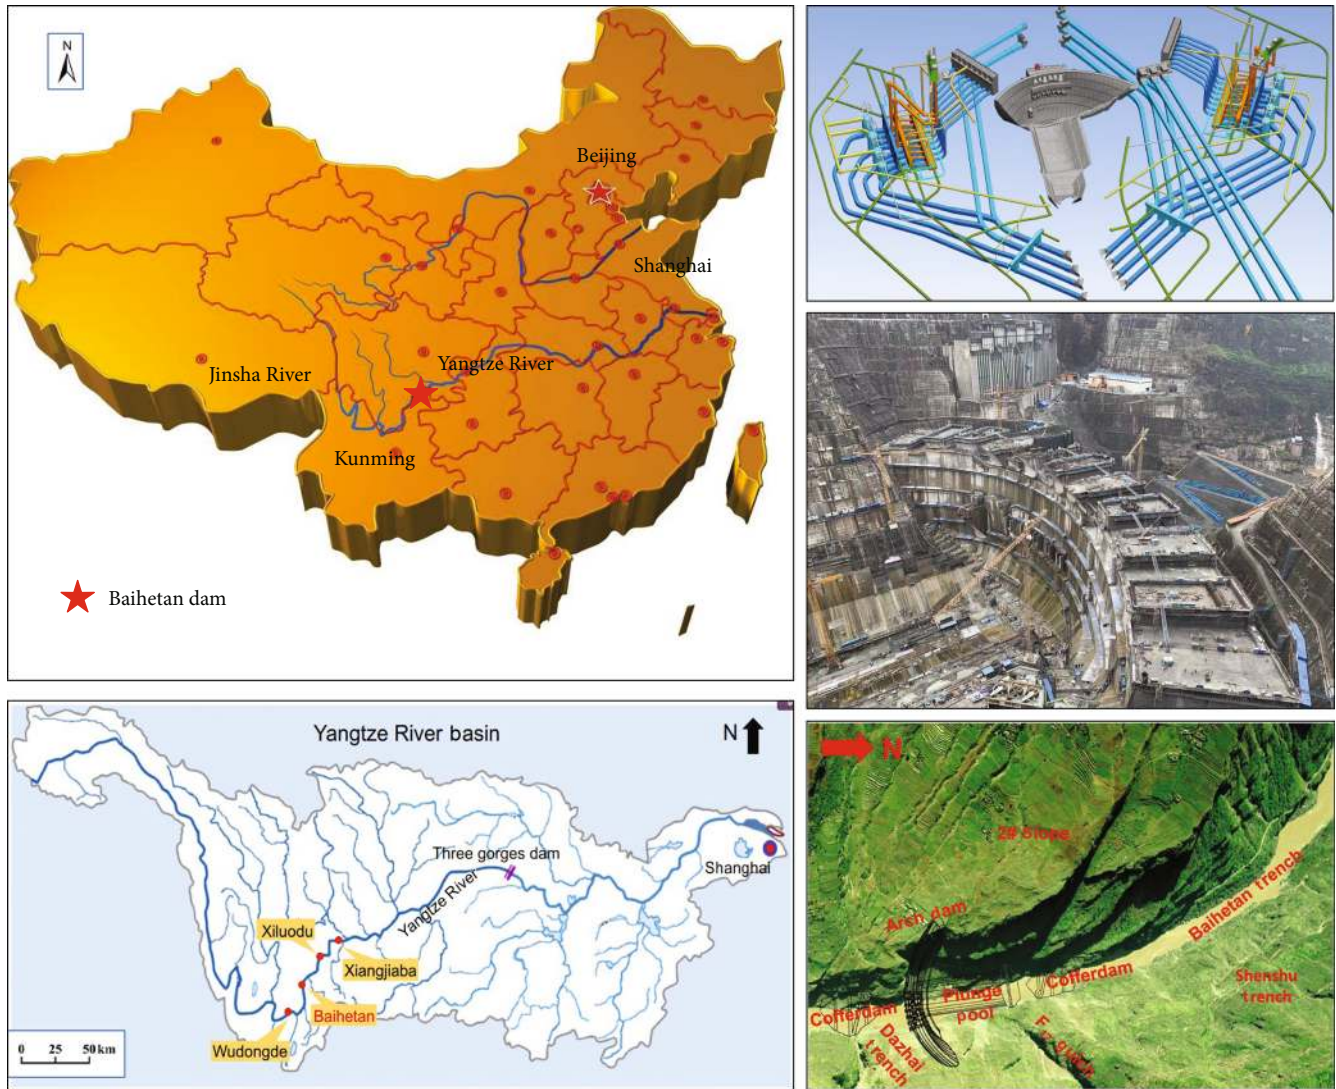 N
Beijing
Shanghai
Yangtze River
Jinsha River
Kunming
Baihetan dam
Yangtze River basin
N
Three gorges dam
Shanghai
Yangtze River
Xiluodu
Xiangjiaba
Baihetan
Wudongde
0 25 50 km
N
2# Slope
Baihetan trench
Arch dam
Cofferdam
Shenshu
trench
Plunge
pool
Cofferdam
Dazhai
trench